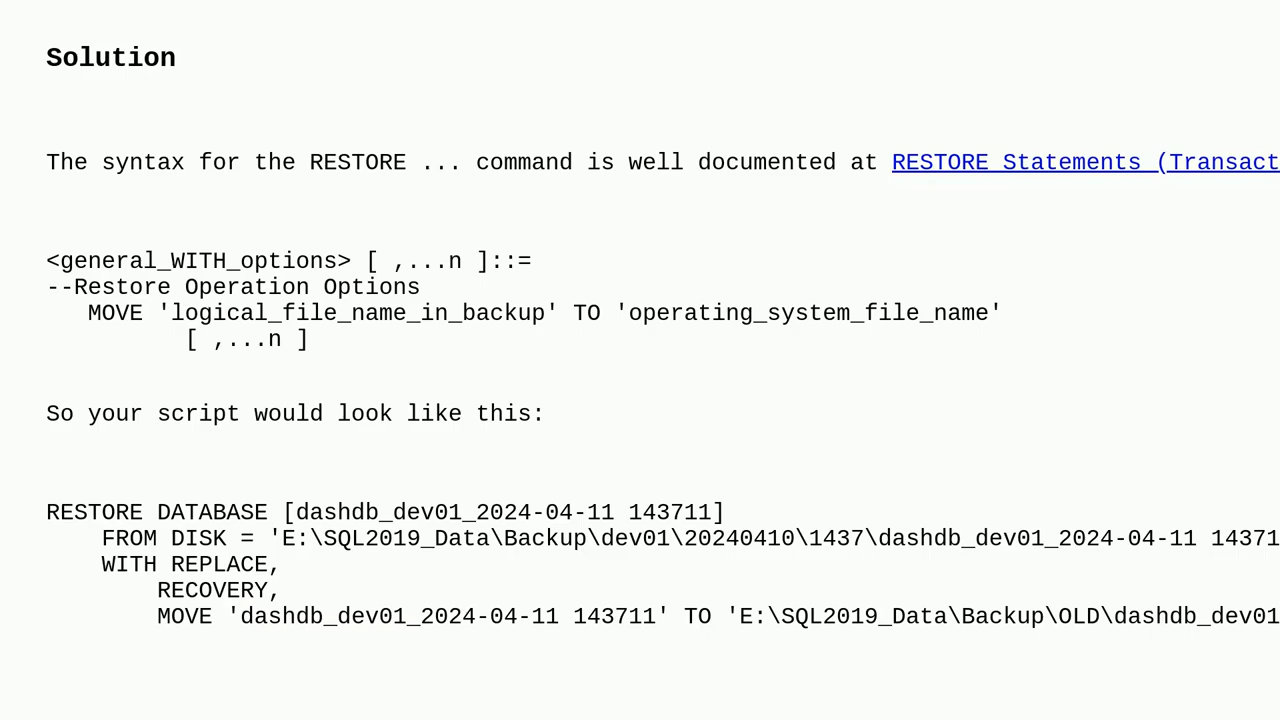 Solution
The syntax for the RESTORE ... command is well documented at RESTORE Statements (Transact
<general_WITH_options> [ ,...n ]::=
--Restore Operation Options
   MOVE 'logical_file_name_in_backup' TO 'operating_system_file_name'
          [ ,...n ]
So your script would look like this:
RESTORE DATABASE [dashdb_dev01_2024-04-11 143711]
    FROM DISK = 'E:\SQL2019_Data\Backup\dev01\20240410\1437\dashdb_dev01_2024-04-11 14371
    WITH REPLACE,
        RECOVERY,
        MOVE 'dashdb_dev01_2024-04-11 143711' TO 'E:\SQL2019_Data\Backup\OLD\dashdb_dev01